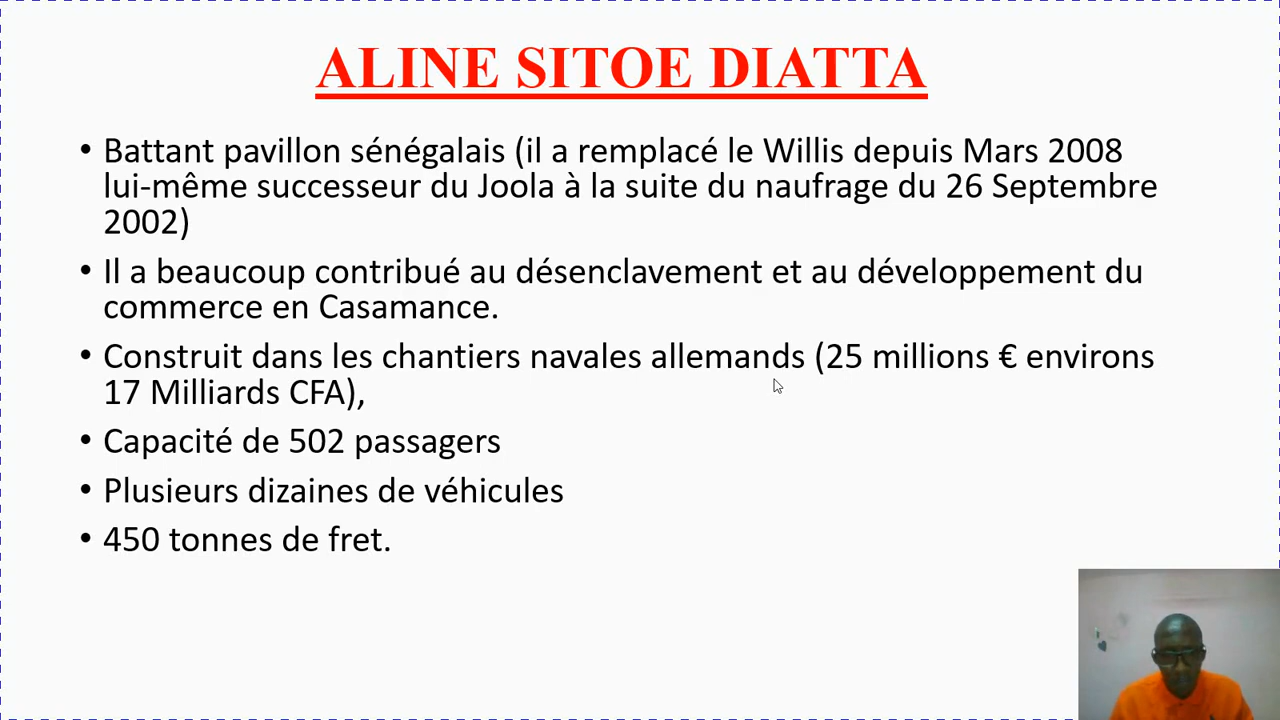 ALINE SITOE DIATTA
• Battant pavillon sénégalais (il a remplacé le Willis depuis Mars 2008
lui-même successeur du Joola à la suite du naufrage du 26 Septembre
2002)
• Il a beaucoup contribué au désenclavement et au développement du
commerce en Casamance.
• Construit dans les chantiers navales allemands (25 millions € environs
17 Milliards CFA),
• Capacité de 502 passagers
• Plusieurs dizaines de véhicules
• 450 tonnes de fret.